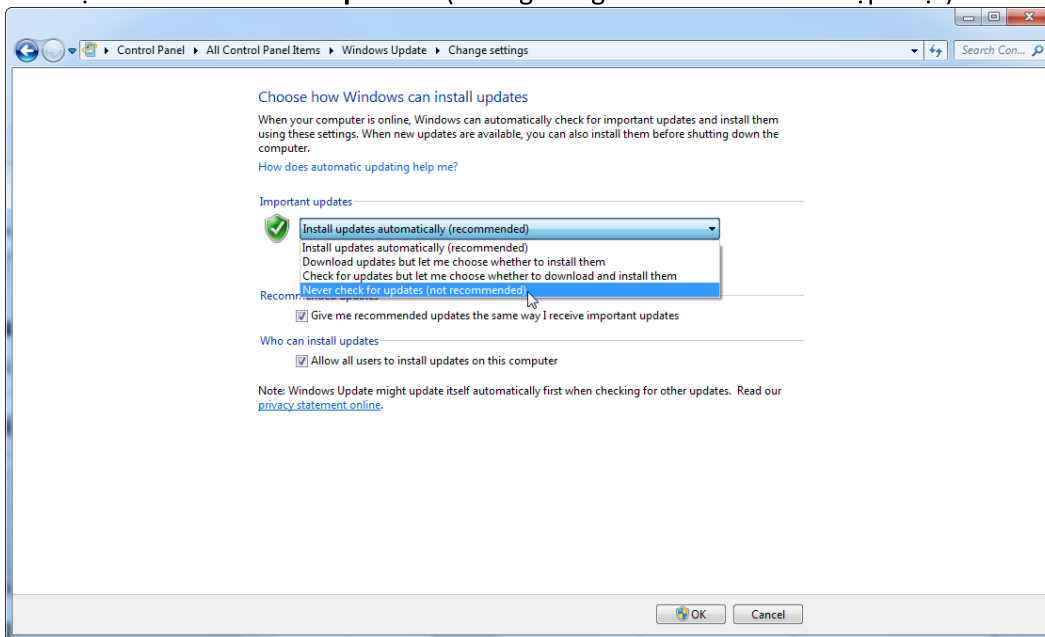 Control Panel ▸ All Control Panel Items ▸ Windows Update ▸ Change settings
Search Con...
Choose how Windows can install updates
When your computer is online, Windows can automatically check for important updates and install them
using these settings. When new updates are available, you can also install them before shutting down the
computer.
How does automatic updating help me?
Important updates
Install updates automatically (recommended)
Install updates automatically (recommended)
Download updates but let me choose whether to install them
Check for updates but let me choose whether to download and install them
Never check for updates (not recommended)
Recommended updates
Give me recommended updates the same way I receive important updates
Who can install updates
Allow all users to install updates on this computer
Note: Windows Update might update itself automatically first when checking for other updates. Read our
privacy statement online.
OK
Cancel